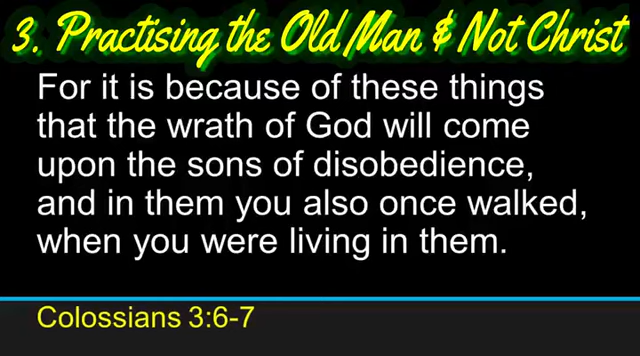 3. Practising the Old Man & Not Christ
For it is because of these things
that the wrath of God will come
upon the sons of disobedience,
and in them you also once walked,
when you were living in them.
Colossians 3:6-7